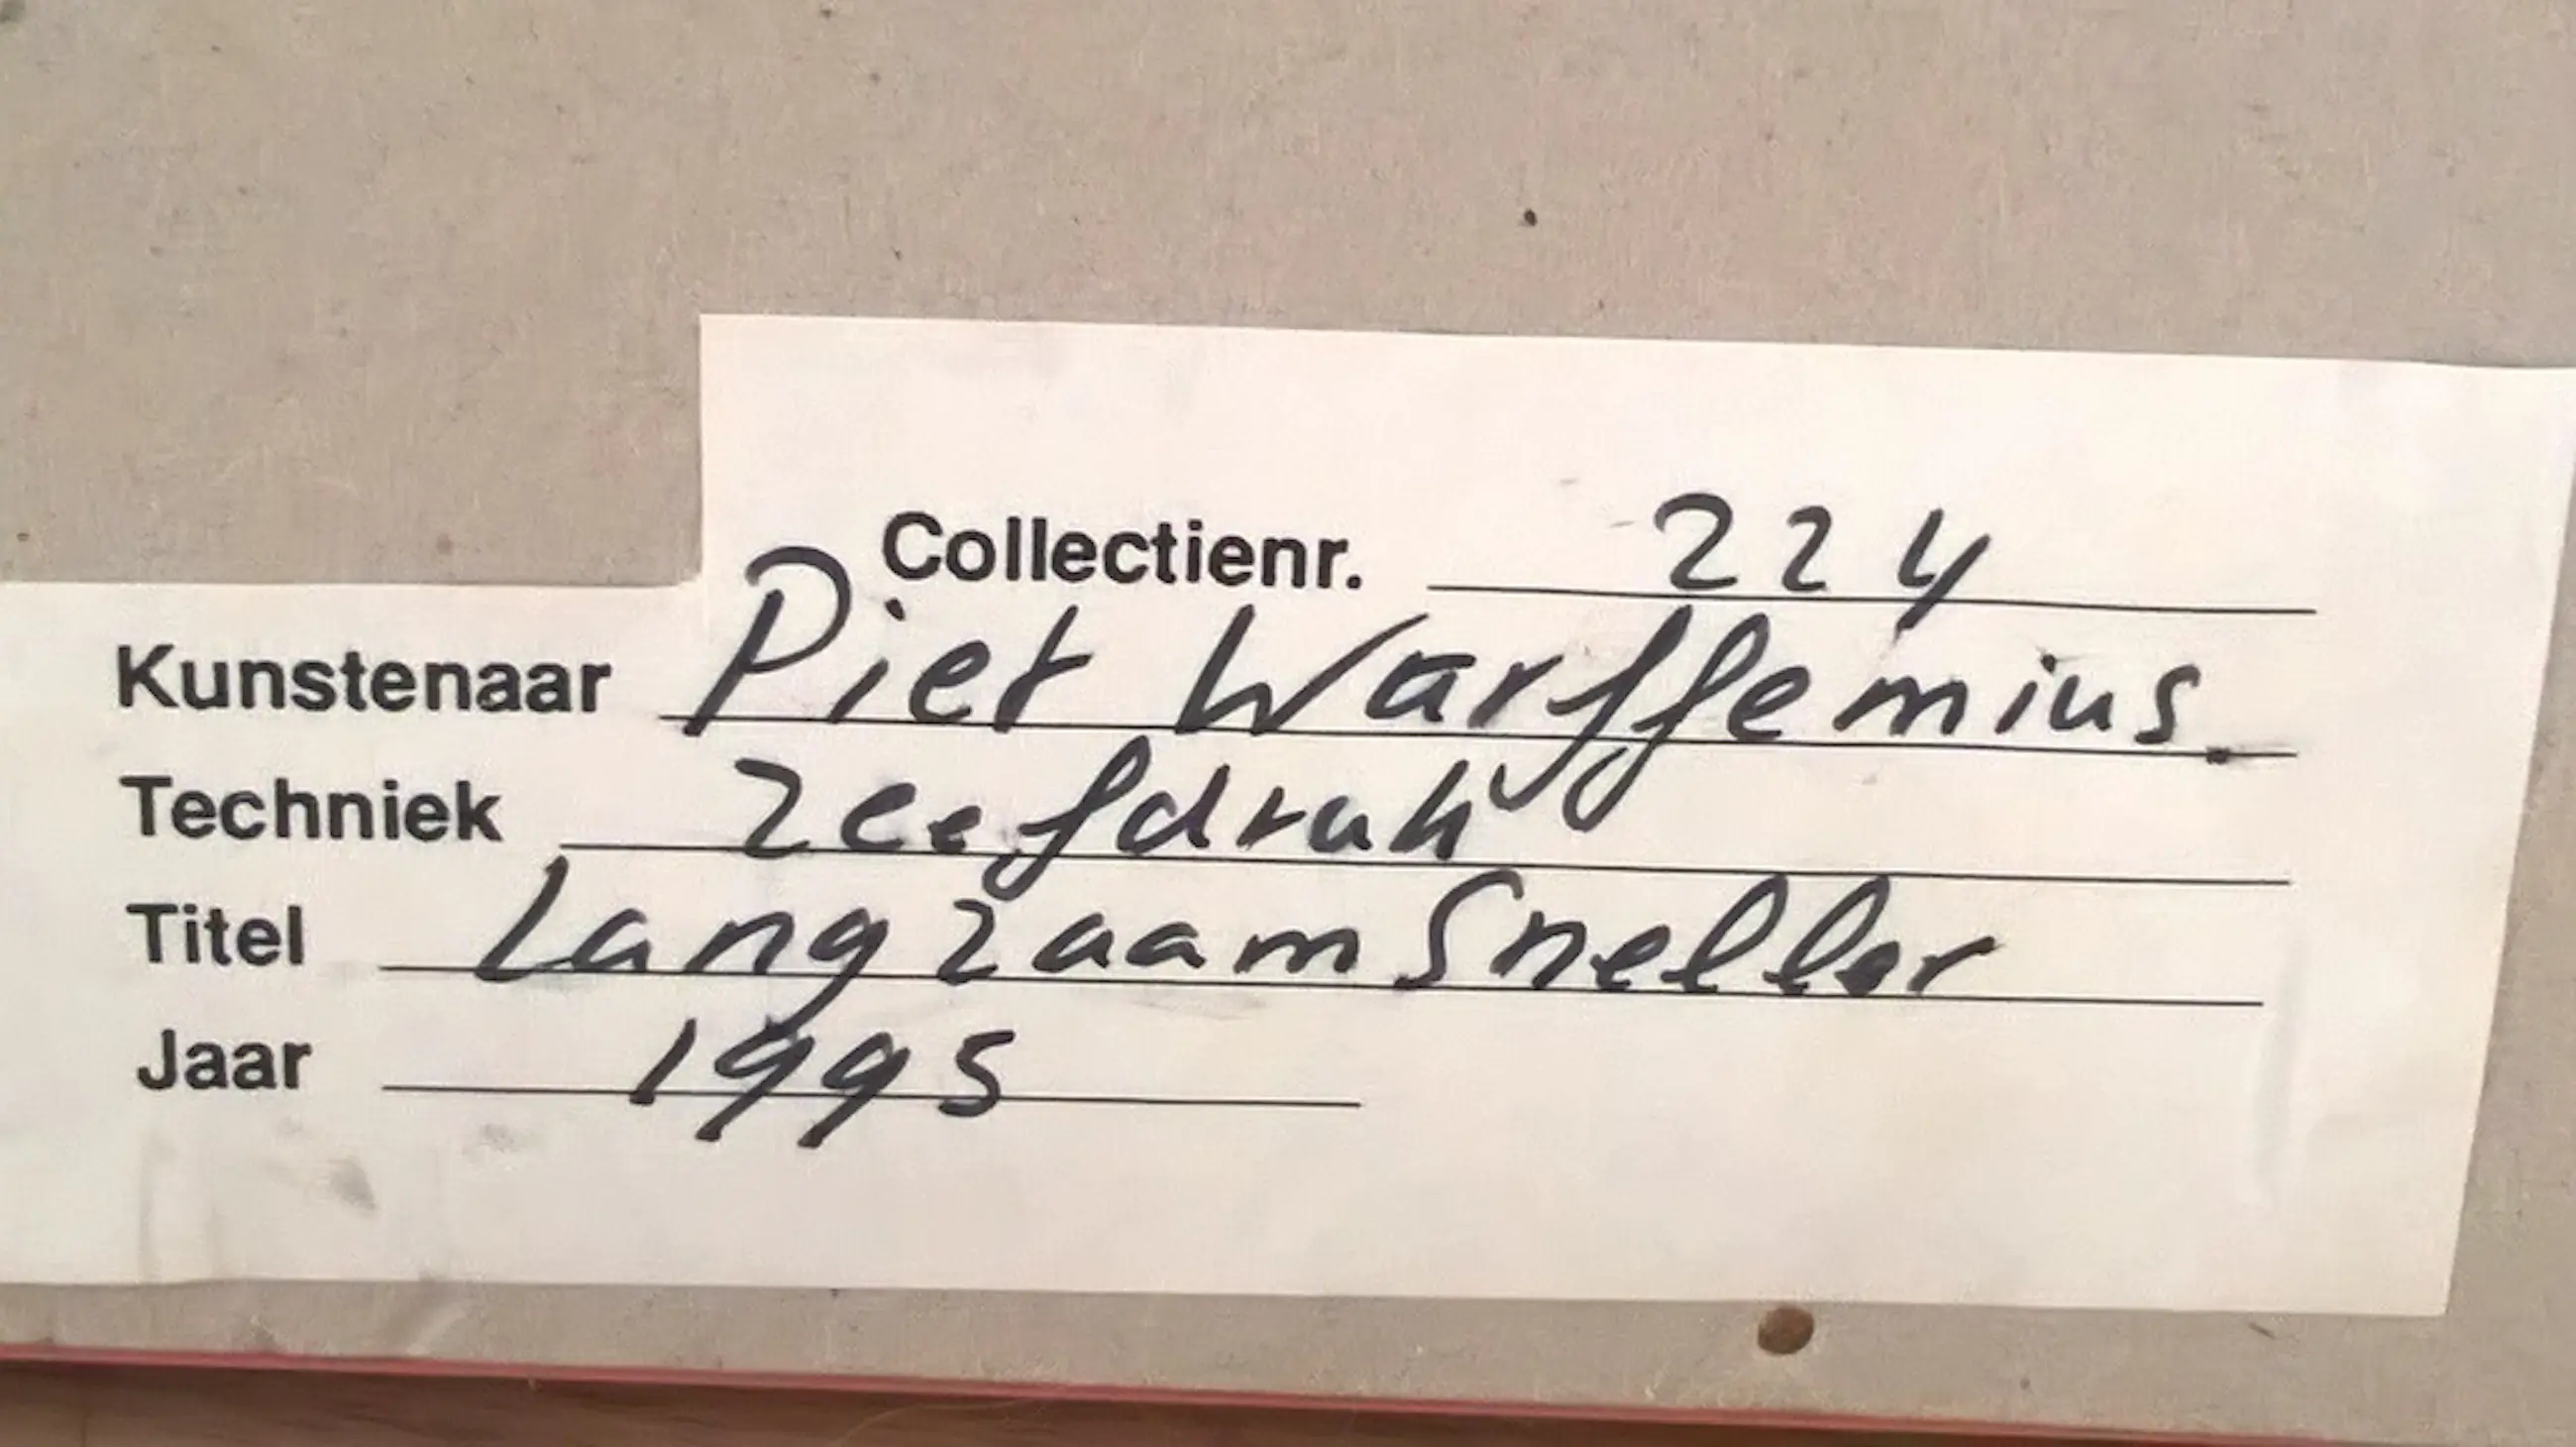 Collectienr. 224
Kunstenaar Piet Warffemius.
Techniek Zeefdruk
Titel Langzaam Sneller
Jaar 1995